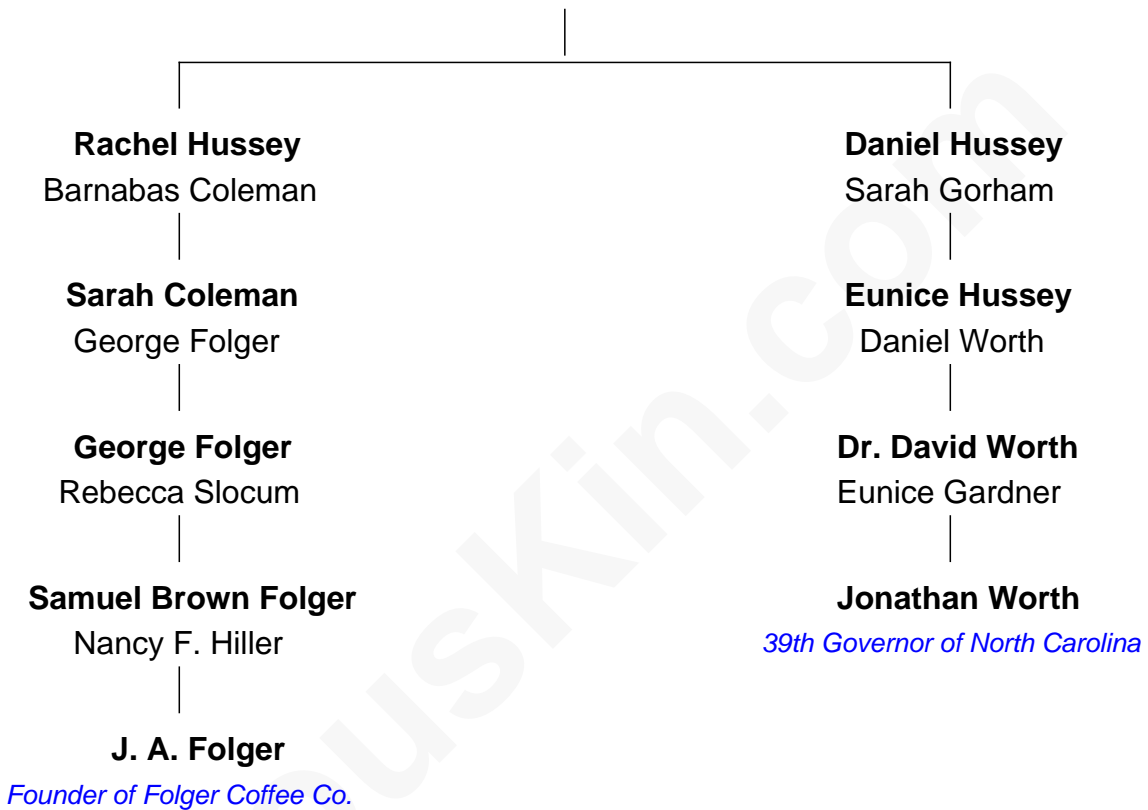 Rachel Hussey
Barnabas Coleman
Daniel Hussey
Sarah Gorham
Sarah Coleman
George Folger
Eunice Hussey
Daniel Worth
George Folger
Rebecca Slocum
Dr. David Worth
Eunice Gardner
Samuel Brown Folger
Nancy F. Hiller
Jonathan Worth
39th Governor of North Carolina
J. A. Folger
Founder of Folger Coffee Co.
ousKin.com